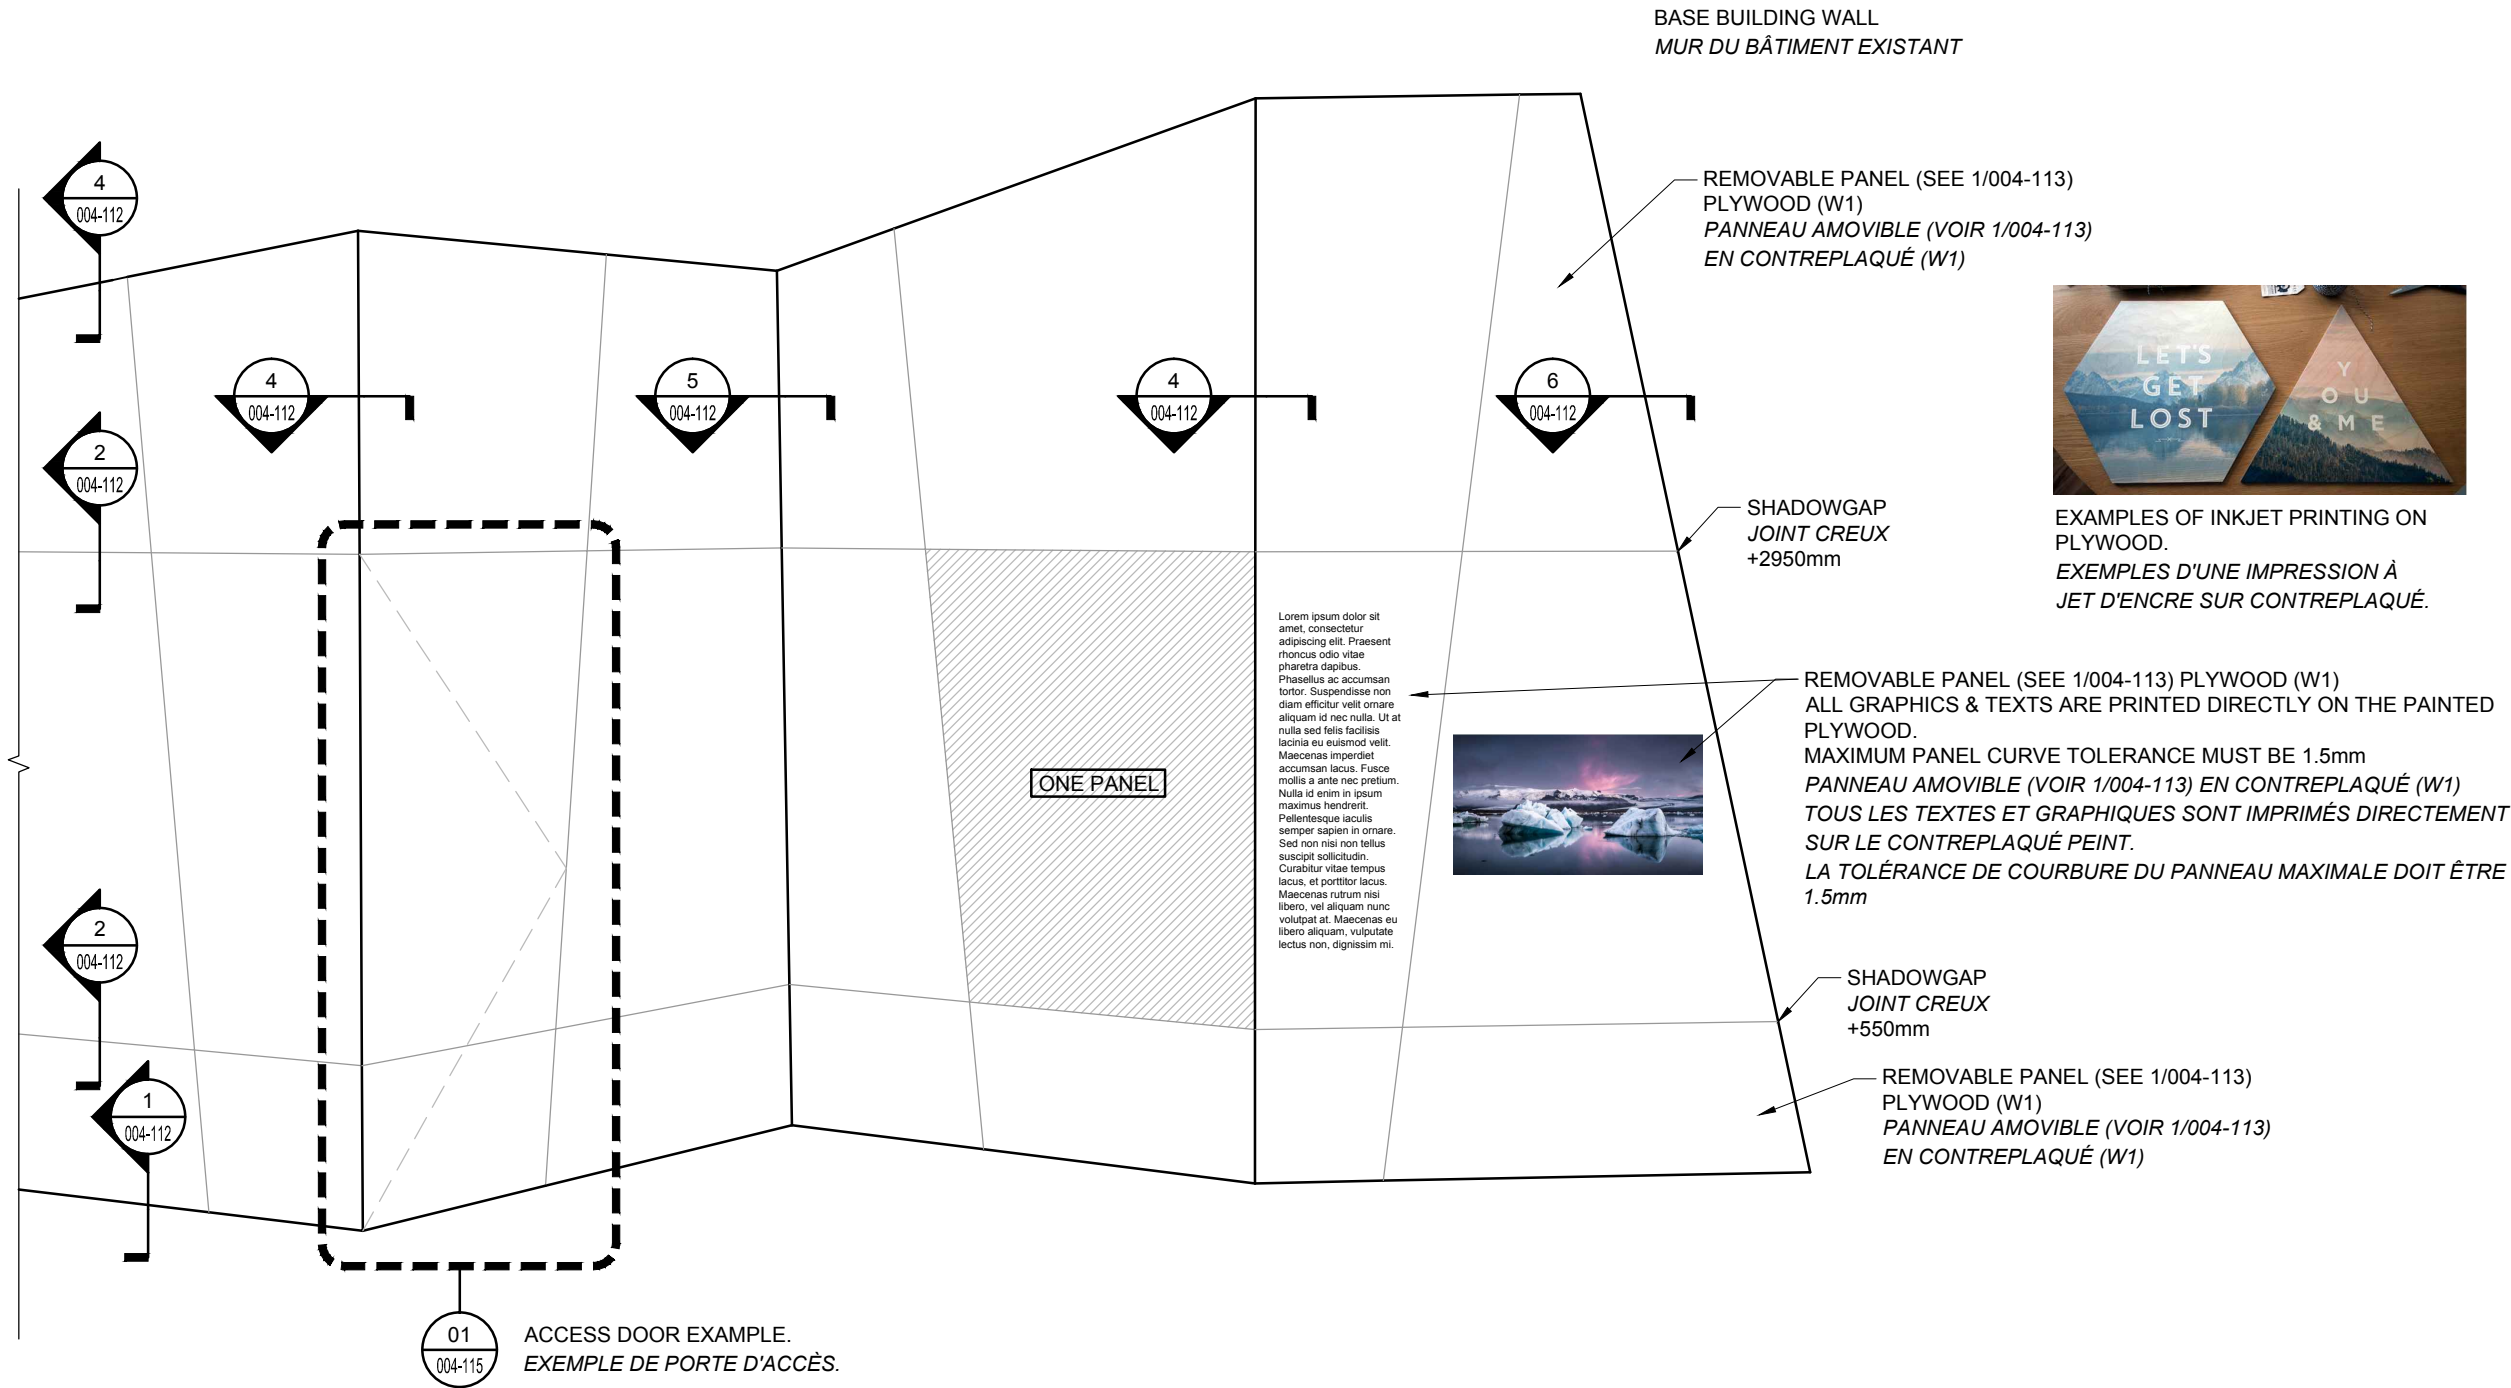 BASE BUILDING WALL
MUR DU BÂTIMENT EXISTANT
4
004-112
REMOVABLE PANEL (SEE 1/004-113)
PLYWOOD (W1)
PANNEAU AMOVIBLE (VOIR 1/004-113)
EN CONTREPLAQUÉ (W1)
LET'S
GET
LOST
Y
O U
& M E
4
004-112
5
004-112
4
004-112
6
004-112
2
004-112
SHADOWGAP
JOINT CREUX
+2950mm
EXAMPLES OF INKJET PRINTING ON
PLYWOOD.
EXEMPLES D'UNE IMPRESSION À
JET D'ENCRE SUR CONTREPLAQUÉ.
Lorem ipsum dolor sit
amet, consectetur
adipiscing elit. Praesent
rhoncus odio vitae
pharetra dapibus.
Phasellus ac accumsan
tortor. Suspendisse non
diam efficitur velit ornare
aliquam id nec nulla. Ut at
nulla sed felis facilisis
lacinia eu euismod velit.
Maecenas imperdiet
accumsan lacus. Fusce
mollis a ante nec pretium.
Nulla id enim in ipsum
maximus hendrerit.
Pellentesque iaculis
semper sapien in ornare.
Sed non nisi non tellus
suscipit sollicitudin.
Curabitur vitae tempus
lacus, et porttitor lacus.
Maecenas rutrum nisi
libero, vel aliquam nunc
volutpat at. Maecenas eu
libero aliquam, vulputate
lectus non, dignissim mi.
ONE PANEL
REMOVABLE PANEL (SEE 1/004-113) PLYWOOD (W1)
ALL GRAPHICS & TEXTS ARE PRINTED DIRECTLY ON THE PAINTED
PLYWOOD.
MAXIMUM PANEL CURVE TOLERANCE MUST BE 1.5mm
PANNEAU AMOVIBLE (VOIR 1/004-113) EN CONTREPLAQUÉ (W1)
TOUS LES TEXTES ET GRAPHIQUES SONT IMPRIMÉS DIRECTEMENT
SUR LE CONTREPLAQUÉ PEINT.
LA TOLÉRANCE DE COURBURE DU PANNEAU MAXIMALE DOIT ÊTRE
1.5mm
2
004-112
SHADOWGAP
JOINT CREUX
+550mm
1
004-112
REMOVABLE PANEL (SEE 1/004-113)
PLYWOOD (W1)
PANNEAU AMOVIBLE (VOIR 1/004-113)
EN CONTREPLAQUÉ (W1)
01
004-115
ACCESS DOOR EXAMPLE.
EXEMPLE DE PORTE D'ACCÈS.